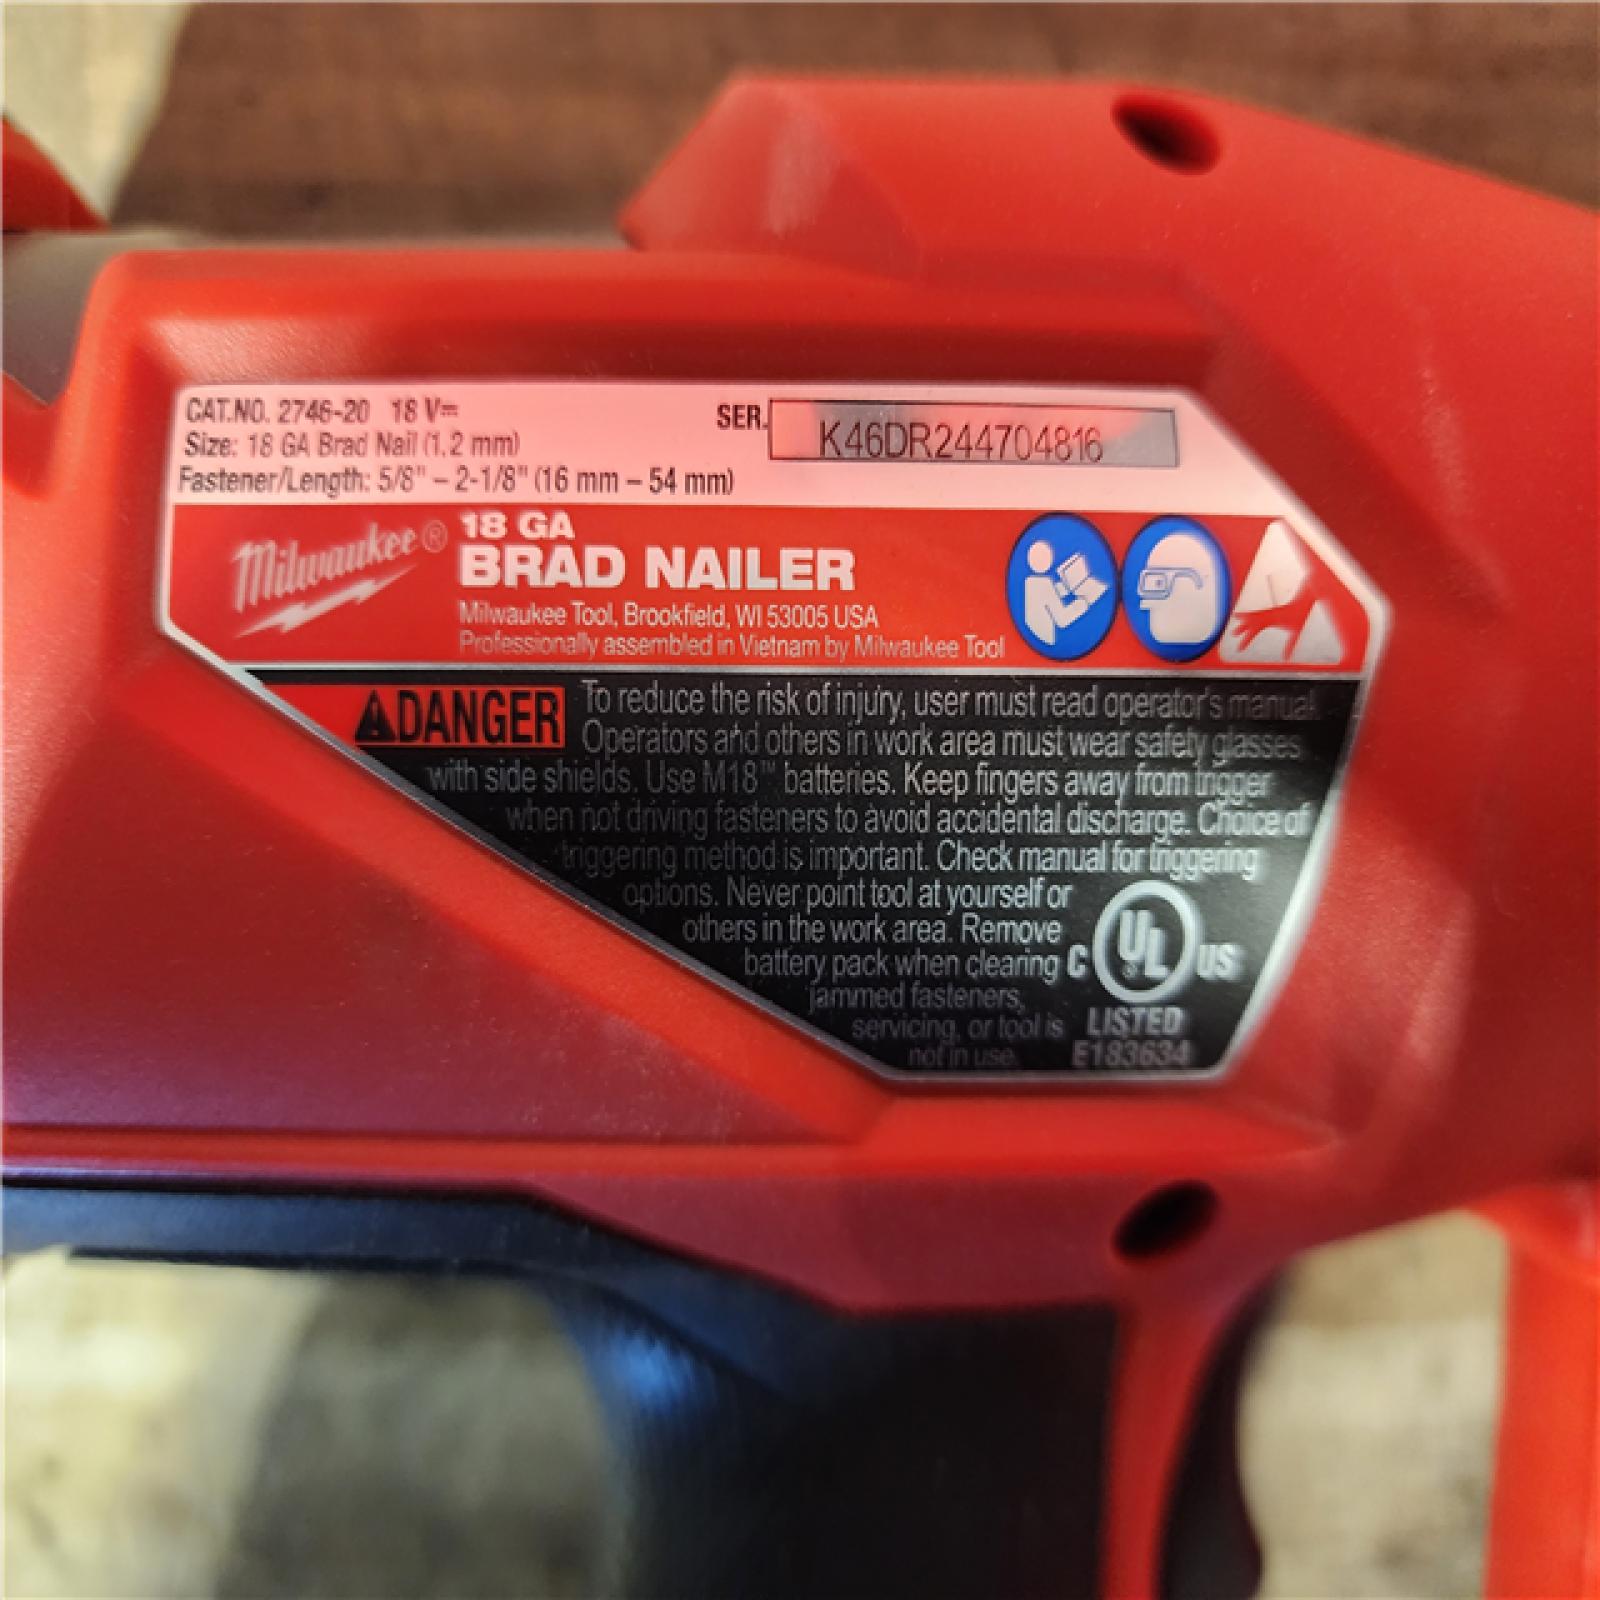 CAT.NO. 2746-20 18 V⎓
Size: 18 GA Brad Nail (1,2 mm)
Fastener/Length: 5/8" – 2-1/8" (16 mm – 54 mm)
SER. K46DR244704816
Milwaukee®
18 GA
BRAD NAILER
Milwaukee Tool, Brookfield, WI 53005 USA
Professionally assembled in Vietnam by Milwaukee Tool
⚠DANGER To reduce the risk of injury, user must read operator's manual.
Operators and others in work area must wear safety glasses
with side shields. Use M18™ batteries. Keep fingers away from trigger
when not driving fasteners to avoid accidental discharge. Choice of
triggering method is important. Check manual for triggering
options. Never point tool at yourself or
others in the work area. Remove
battery pack when clearing
jammed fasteners,
servicing, or tool is
not in use.
C UL® US
LISTED
E183634